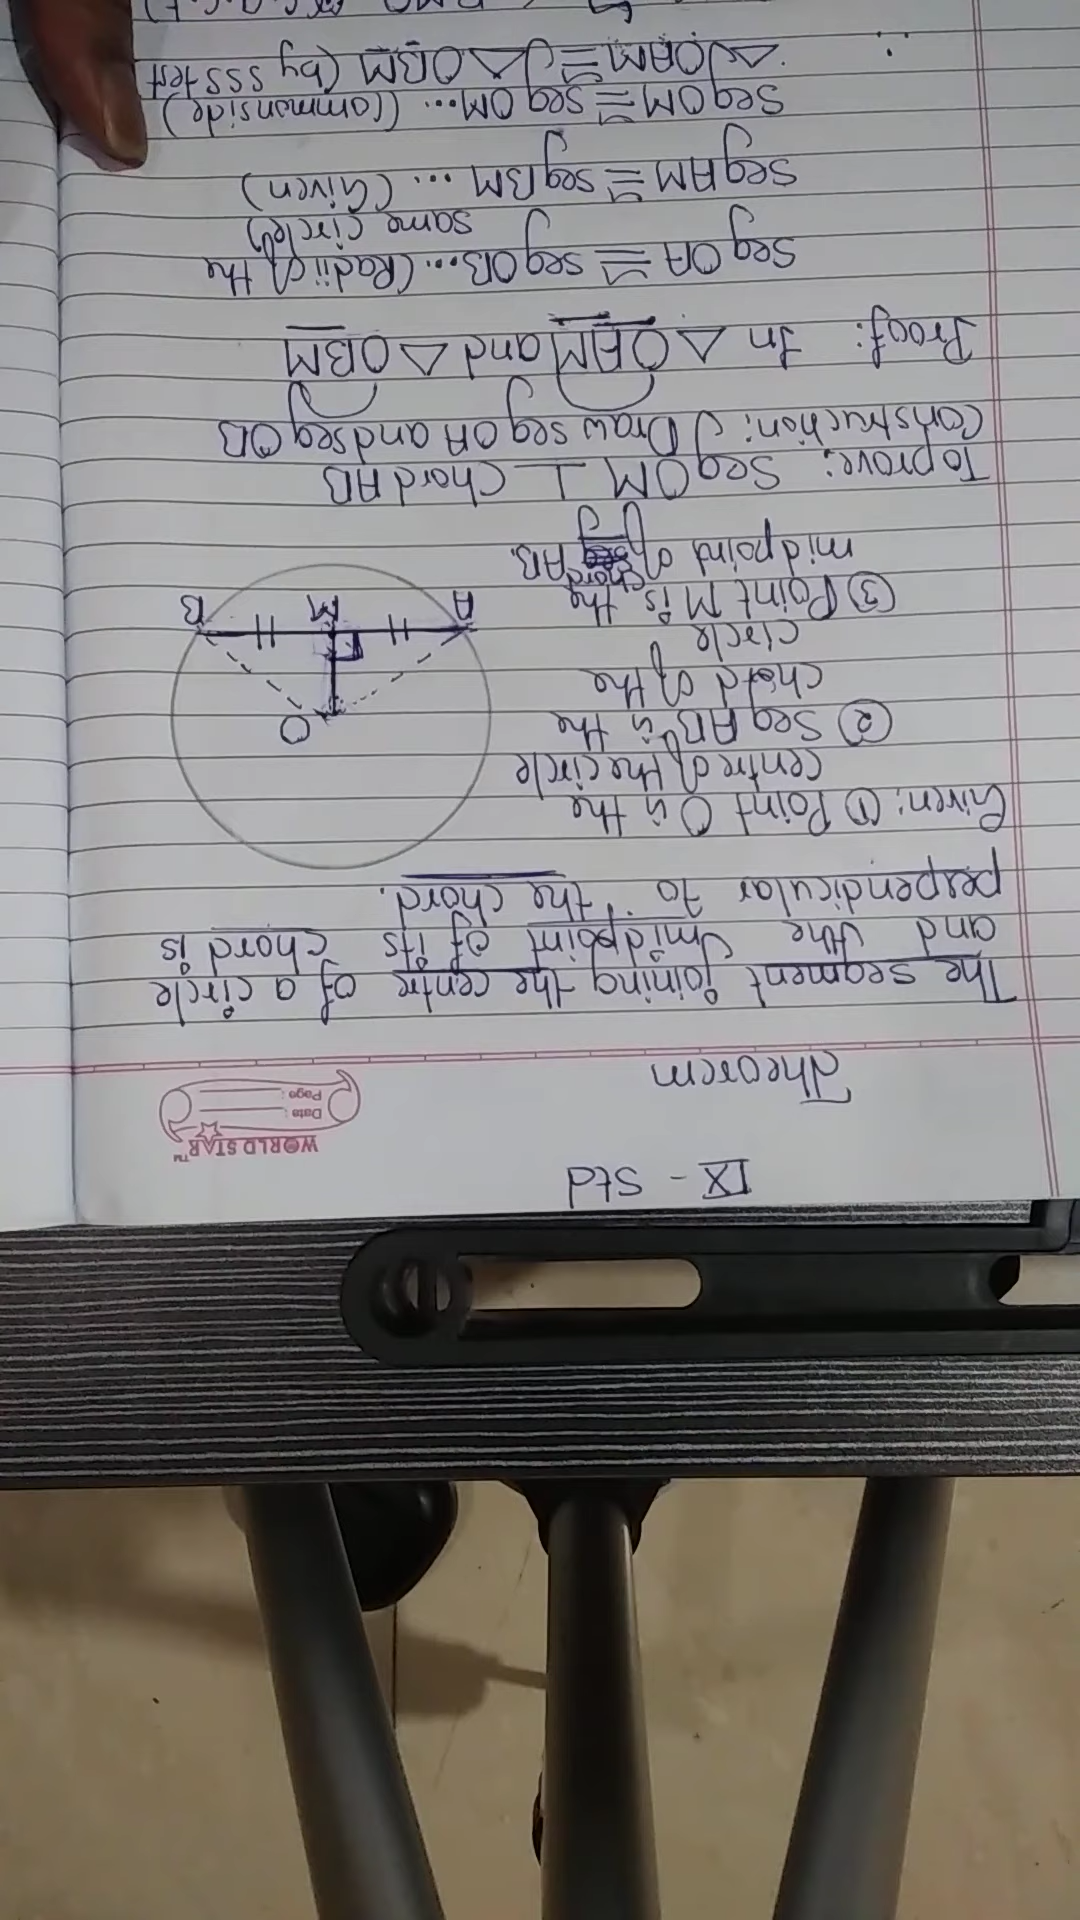 IX - Std
WORLD STAR™
Date :
Page :
Theorem
The segment joining the centre of a circle
and the midpoint of its chord is
perpendicular to the chord.
Given: ① Point O is the
centre of the circle
② Seg AB is the
chord of the
circle
③ Point M is the
midpoint of chord AB.
O
A M B
To prove: Seg OM ⊥ Chord AB
Construction: Draw seg OA and seg OB
Proof: In △ OAM and △ OBM
seg OA ≅ seg OB... (Radii of the
same circle)
seg AM ≅ seg BM ... (Given)
seg OM ≅ seg OM ... (Common side)
∴ △ OAM ≅ △ OBM (by SSS test